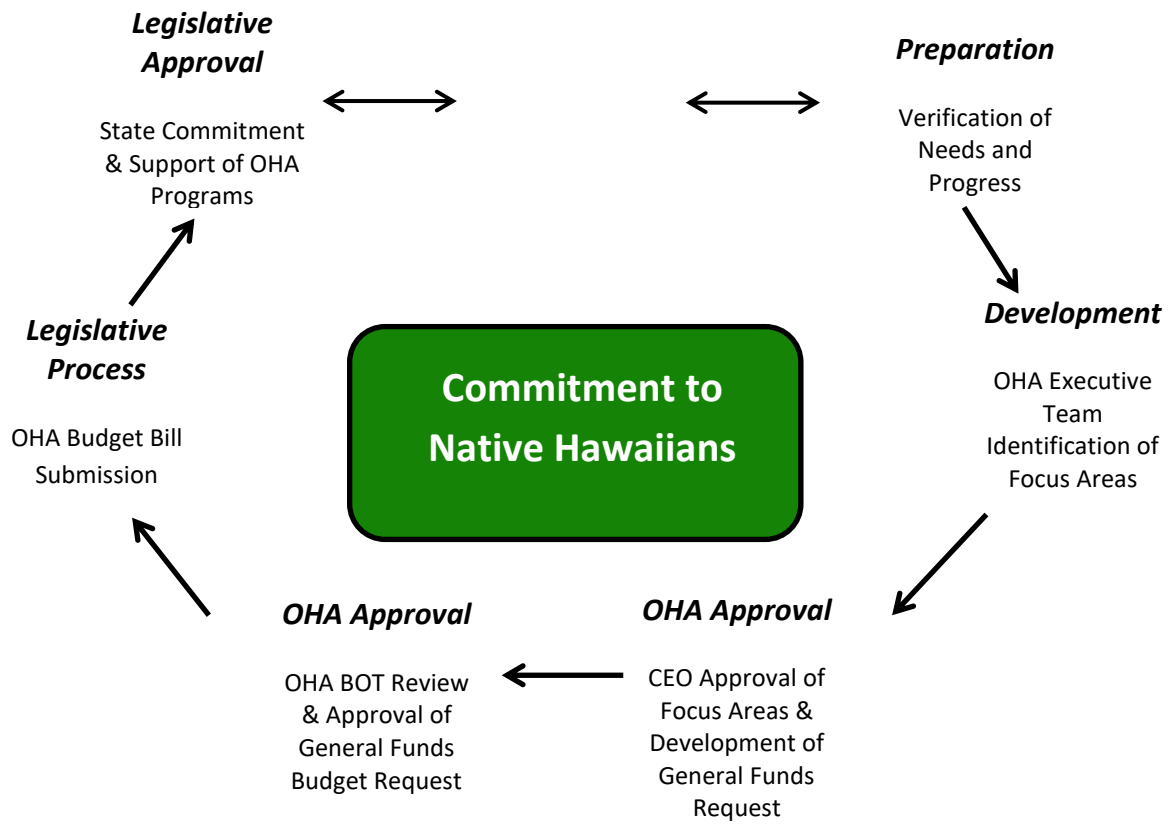 Legislative
Approval
State Commitment
& Support of OHA
Programs
Preparation
Verification of
Needs and
Progress
Development
OHA Executive
Team
Identification of
Focus Areas
Legislative
Process
OHA Budget Bill
Submission
Commitment to
Native Hawaiians
OHA Approval
OHA BOT Review
& Approval of
General Funds
Budget Request
OHA Approval
CEO Approval of
Focus Areas &
Development of
General Funds
Request